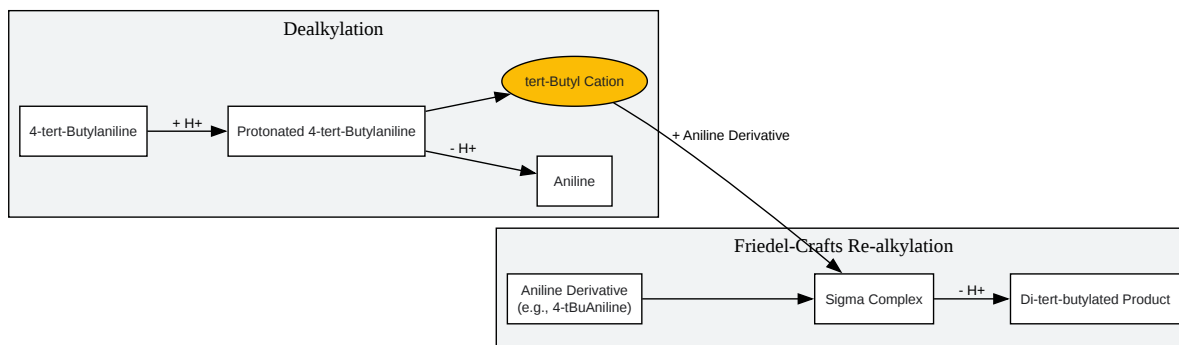 Dealkylation
tert-Butyl Cation
4-tert-Butylaniline
+ H+
Protonated 4-tert-Butylaniline
+ Aniline Derivative
- H+
Aniline
Friedel-Crafts Re-alkylation
Aniline Derivative
(e.g., 4-tBuAniline)
Sigma Complex
- H+
Di-tert-butylated Product